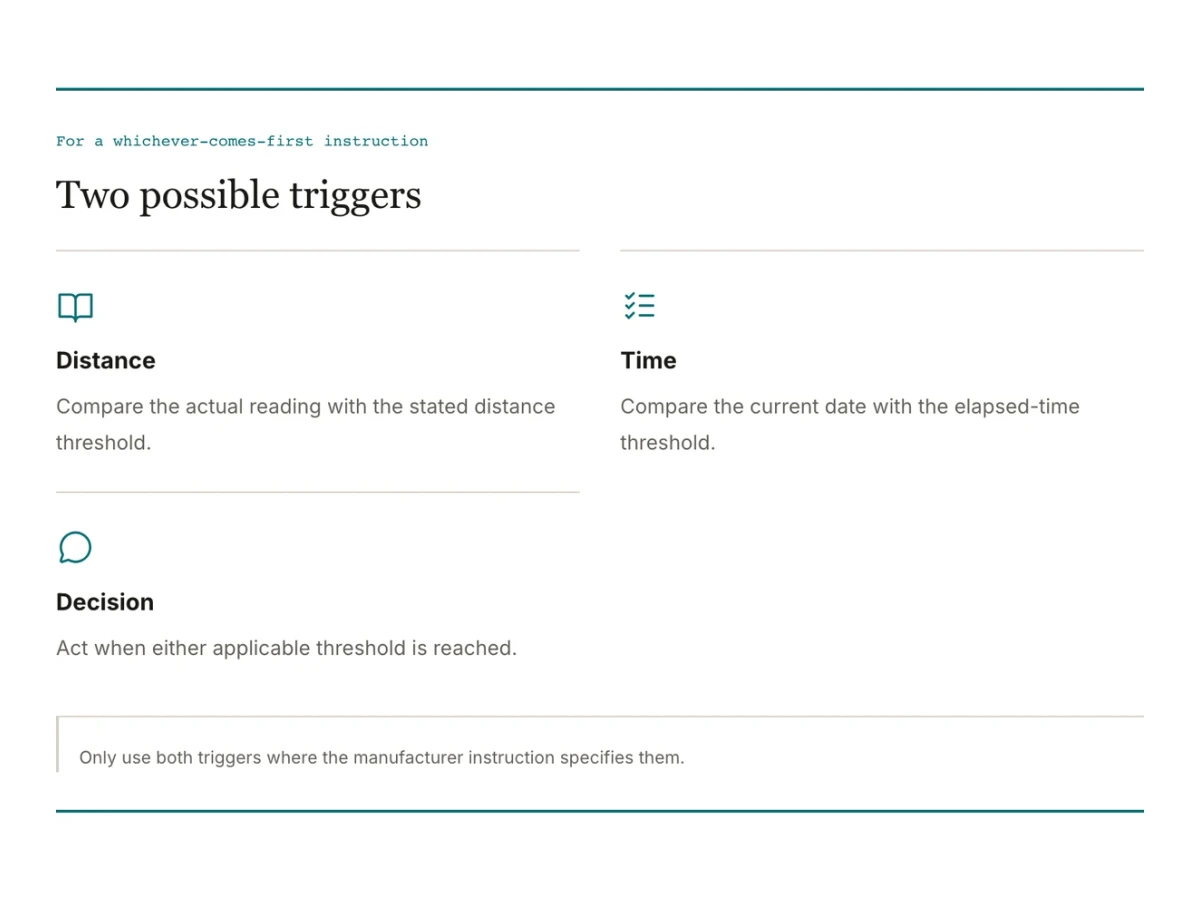 For a whichever-comes-first instruction
Two possible triggers
Distance
Compare the actual reading with the stated distance
threshold.
Time
Compare the current date with the elapsed-time
threshold.
Decision
Act when either applicable threshold is reached.
Only use both triggers where the manufacturer instruction specifies them.